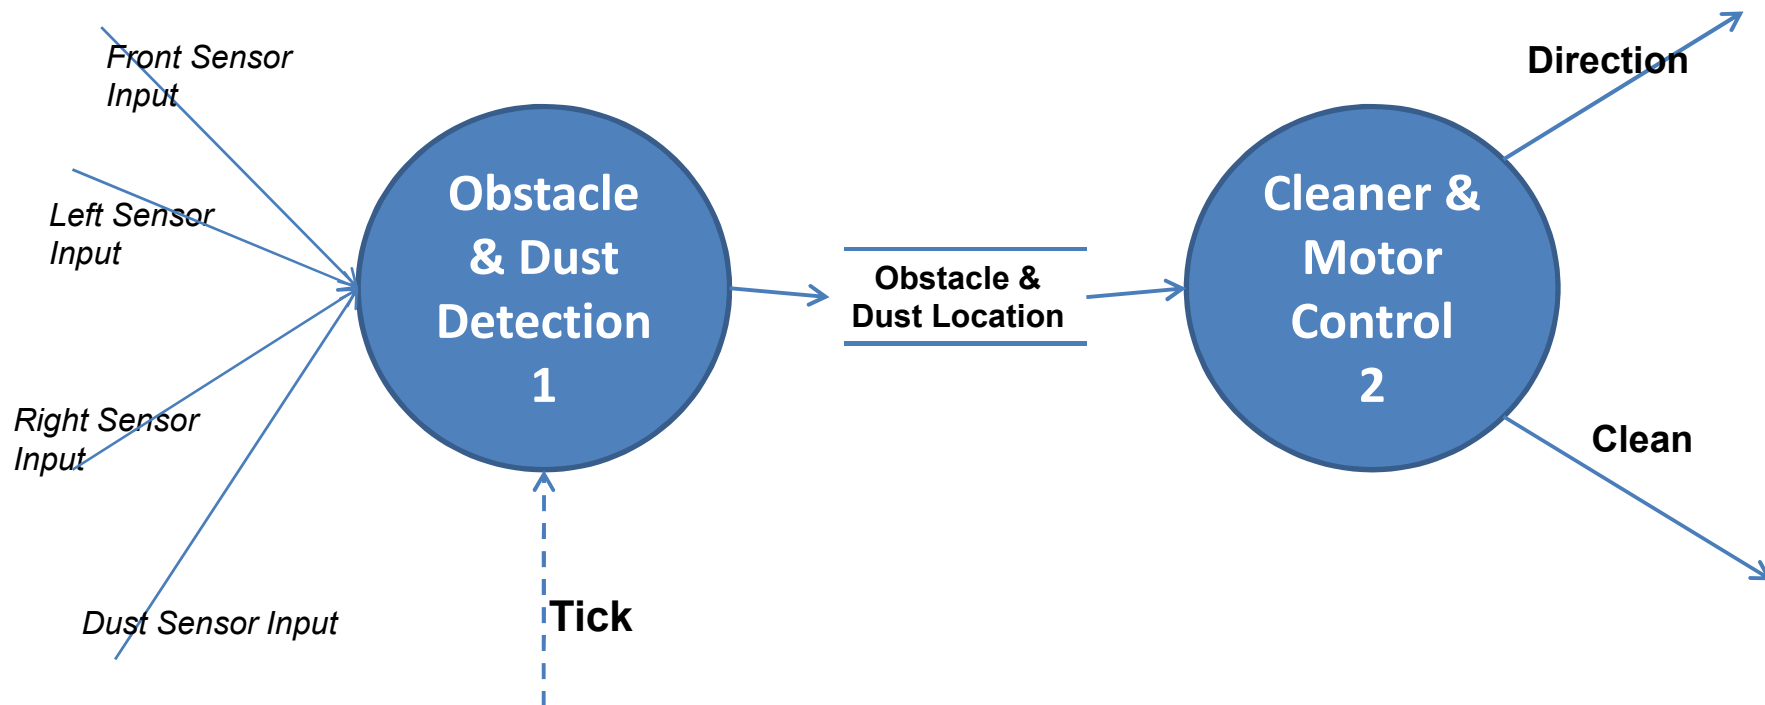 Front Sensor
Input
Left Sensor
Input
Right Sensor
Input
Dust Sensor Input
Obstacle
& Dust
Detection
1
Tick
Obstacle &
Dust Location
Cleaner &
Motor
Control
2
Direction
Clean